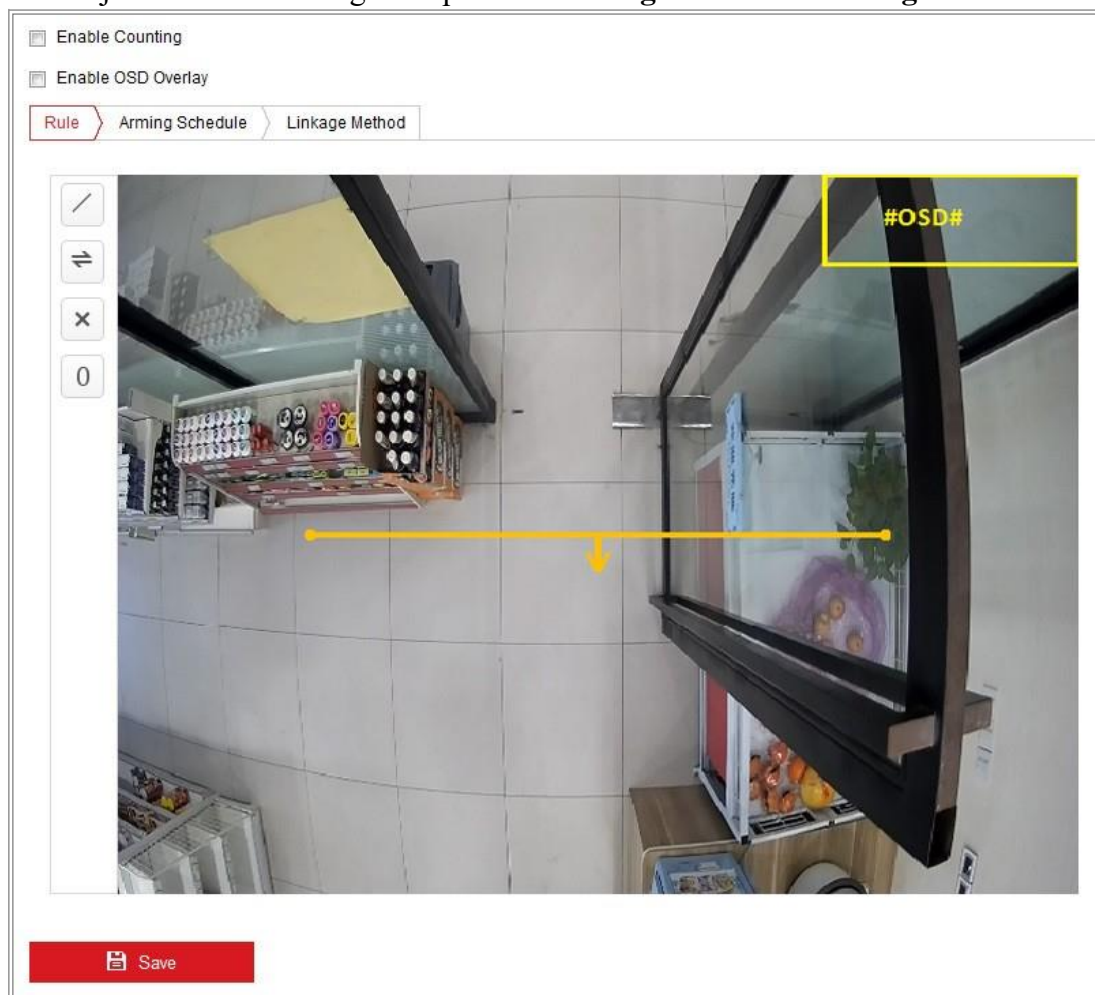 Enable Counting
Enable OSD Overlay
Rule Arming Schedule Linkage Method
#OSD#
0
Save